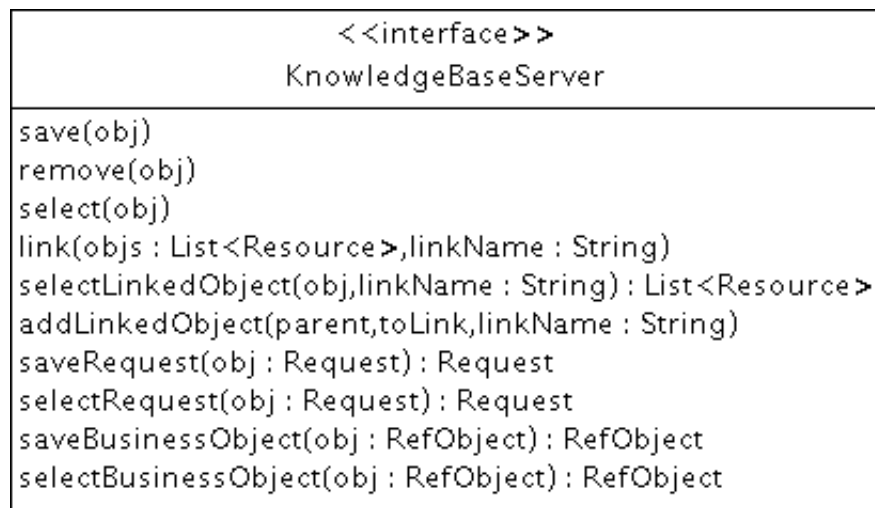 <<interface>>
KnowledgeBaseServer
save(obj)
remove(obj)
select(obj)
link(objs : List<Resource>,linkName : String)
selectLinkedObject(obj,linkName : String) : List<Resource>
addLinkedObject(parent,toLink,linkName : String)
saveRequest(obj : Request) : Request
selectRequest(obj : Request) : Request
saveBusinessObject(obj : RefObject) : RefObject
selectBusinessObject(obj : RefObject) : RefObject